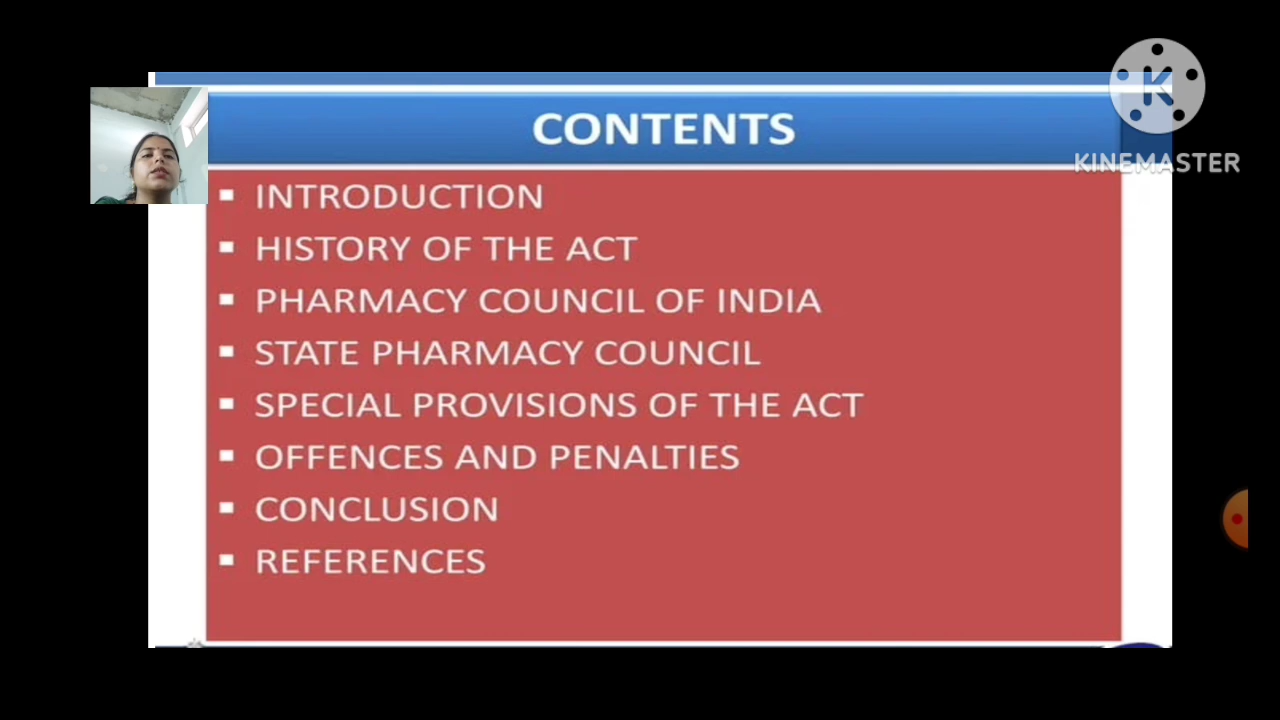 CONTENTS
K
KINEMASTER
▪ INTRODUCTION
▪ HISTORY OF THE ACT
▪ PHARMACY COUNCIL OF INDIA
▪ STATE PHARMACY COUNCIL
▪ SPECIAL PROVISIONS OF THE ACT
▪ OFFENCES AND PENALTIES
▪ CONCLUSION
▪ REFERENCES